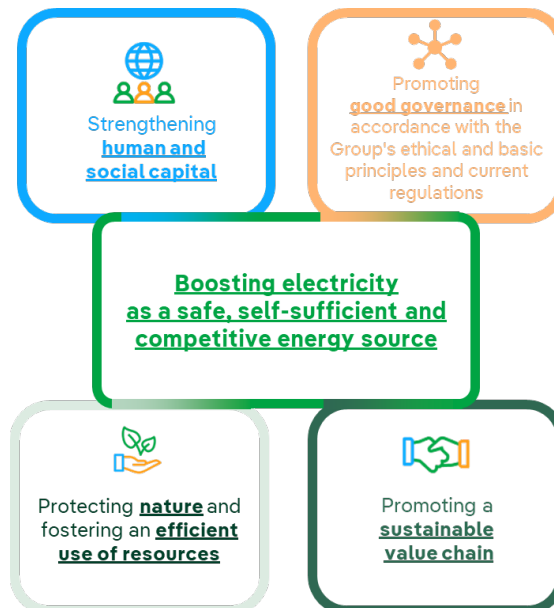 Strengthening
human and
social capital
Promoting
good governance in
accordance with the
Group's ethical and basic
principles and current
regulations
Boosting electricity
as a safe, self-sufficient and
competitive energy source
Protecting nature and
fostering an efficient
use of resources
Promoting a
sustainable
value chain